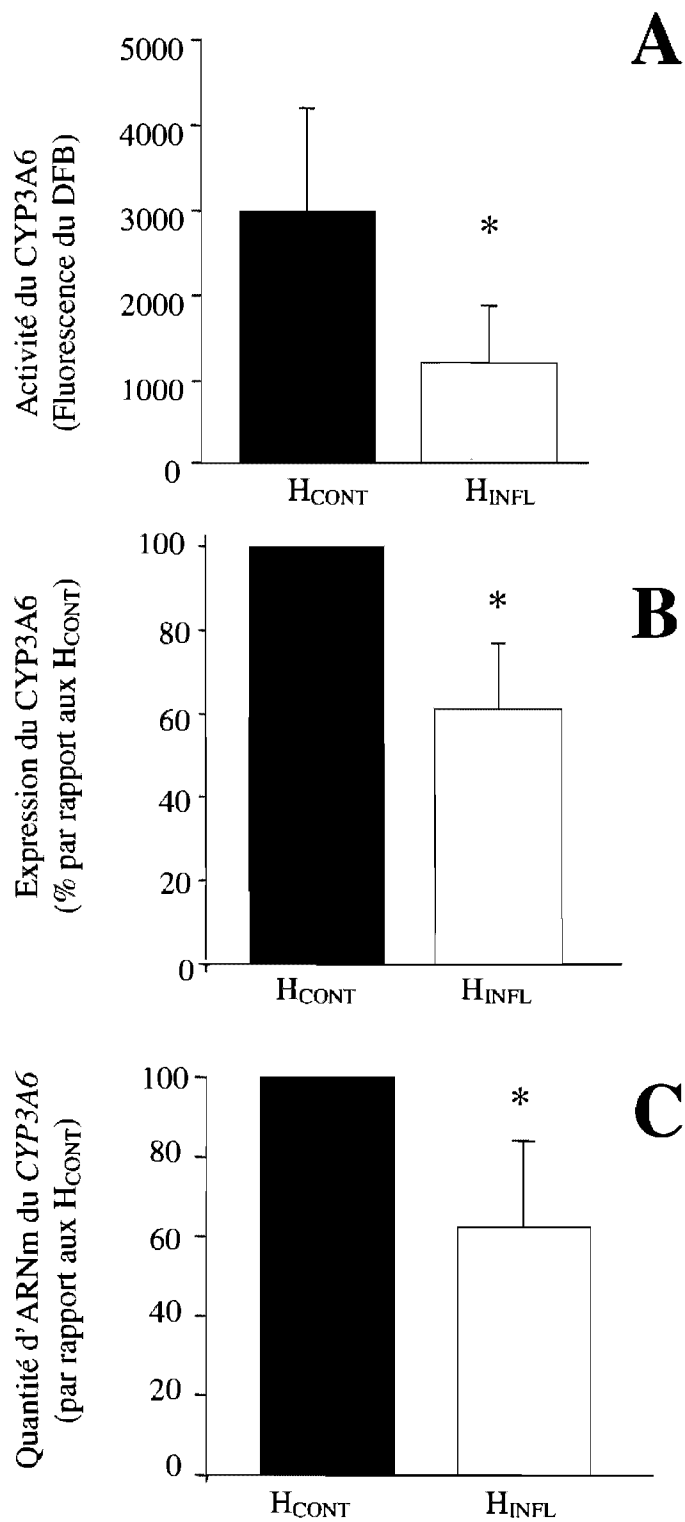 A
Activité du CYP3A6
(Fluorescence du DFB)
5000
4000
3000
2000
1000
0
*
HCONT
HINFL
B
Expression du CYP3A6
(% par rapport aux HCONT)
100
80
60
40
20
0
*
HCONT
HINFL
C
Quantité d'ARNm du CYP3A6
(par rapport aux HCONT)
100
80
60
40
20
0
*
HCONT
HINFL